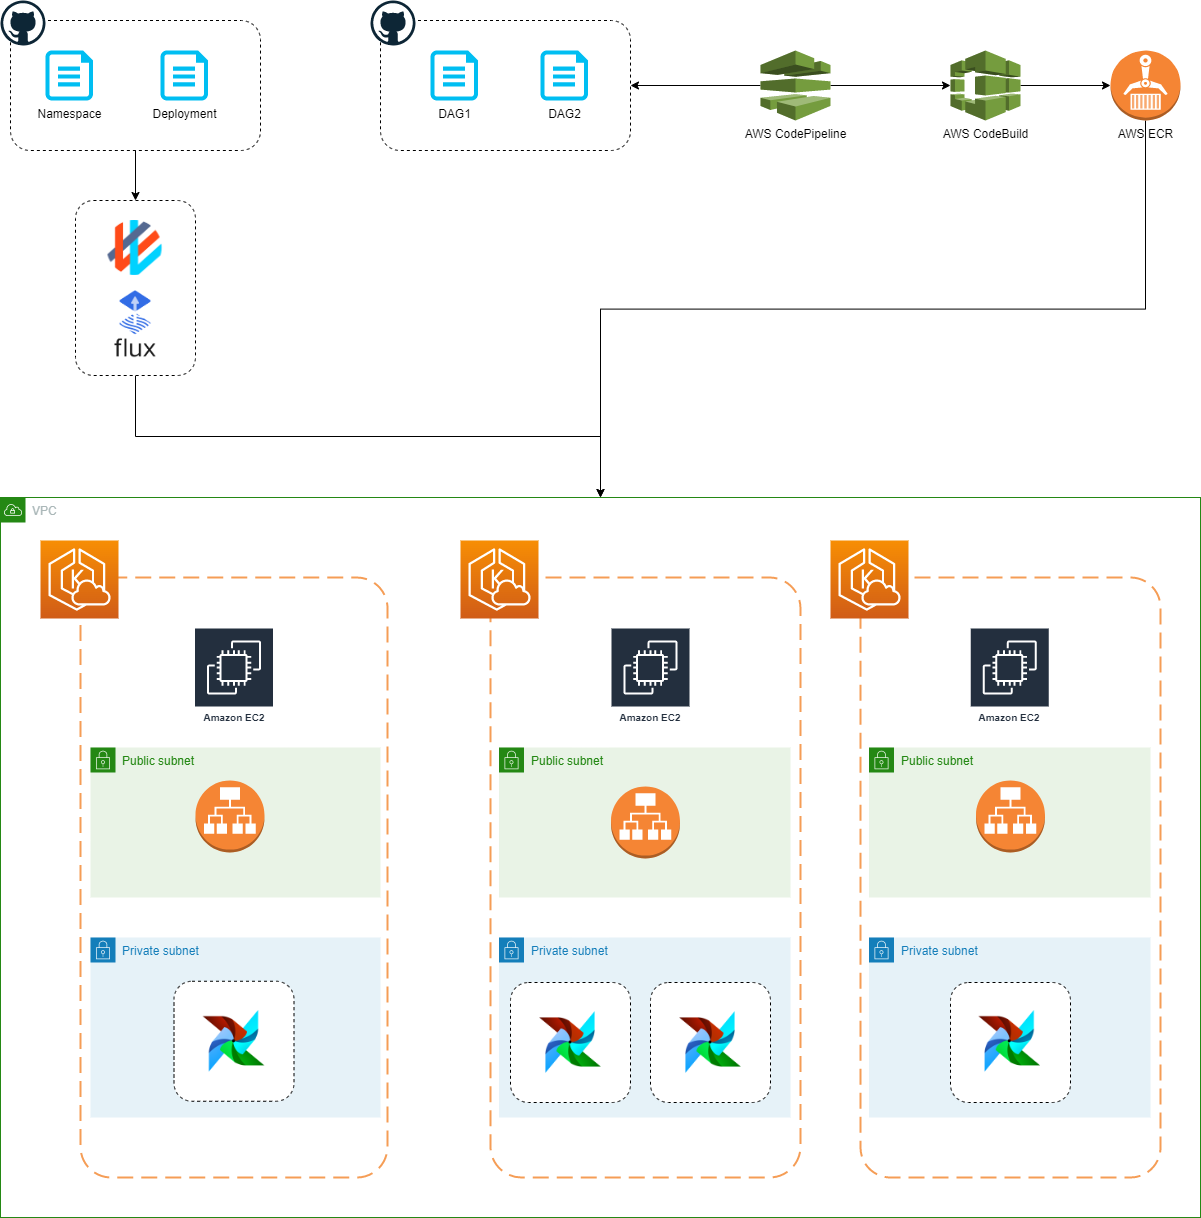 Namespace
Deployment
DAG1
DAG2
AWS CodePipeline
AWS CodeBuild
AWS ECR
flux
VPC
K
K
K
Amazon EC2
Amazon EC2
Amazon EC2
Public subnet
Public subnet
Public subnet
Private subnet
Private subnet
Private subnet